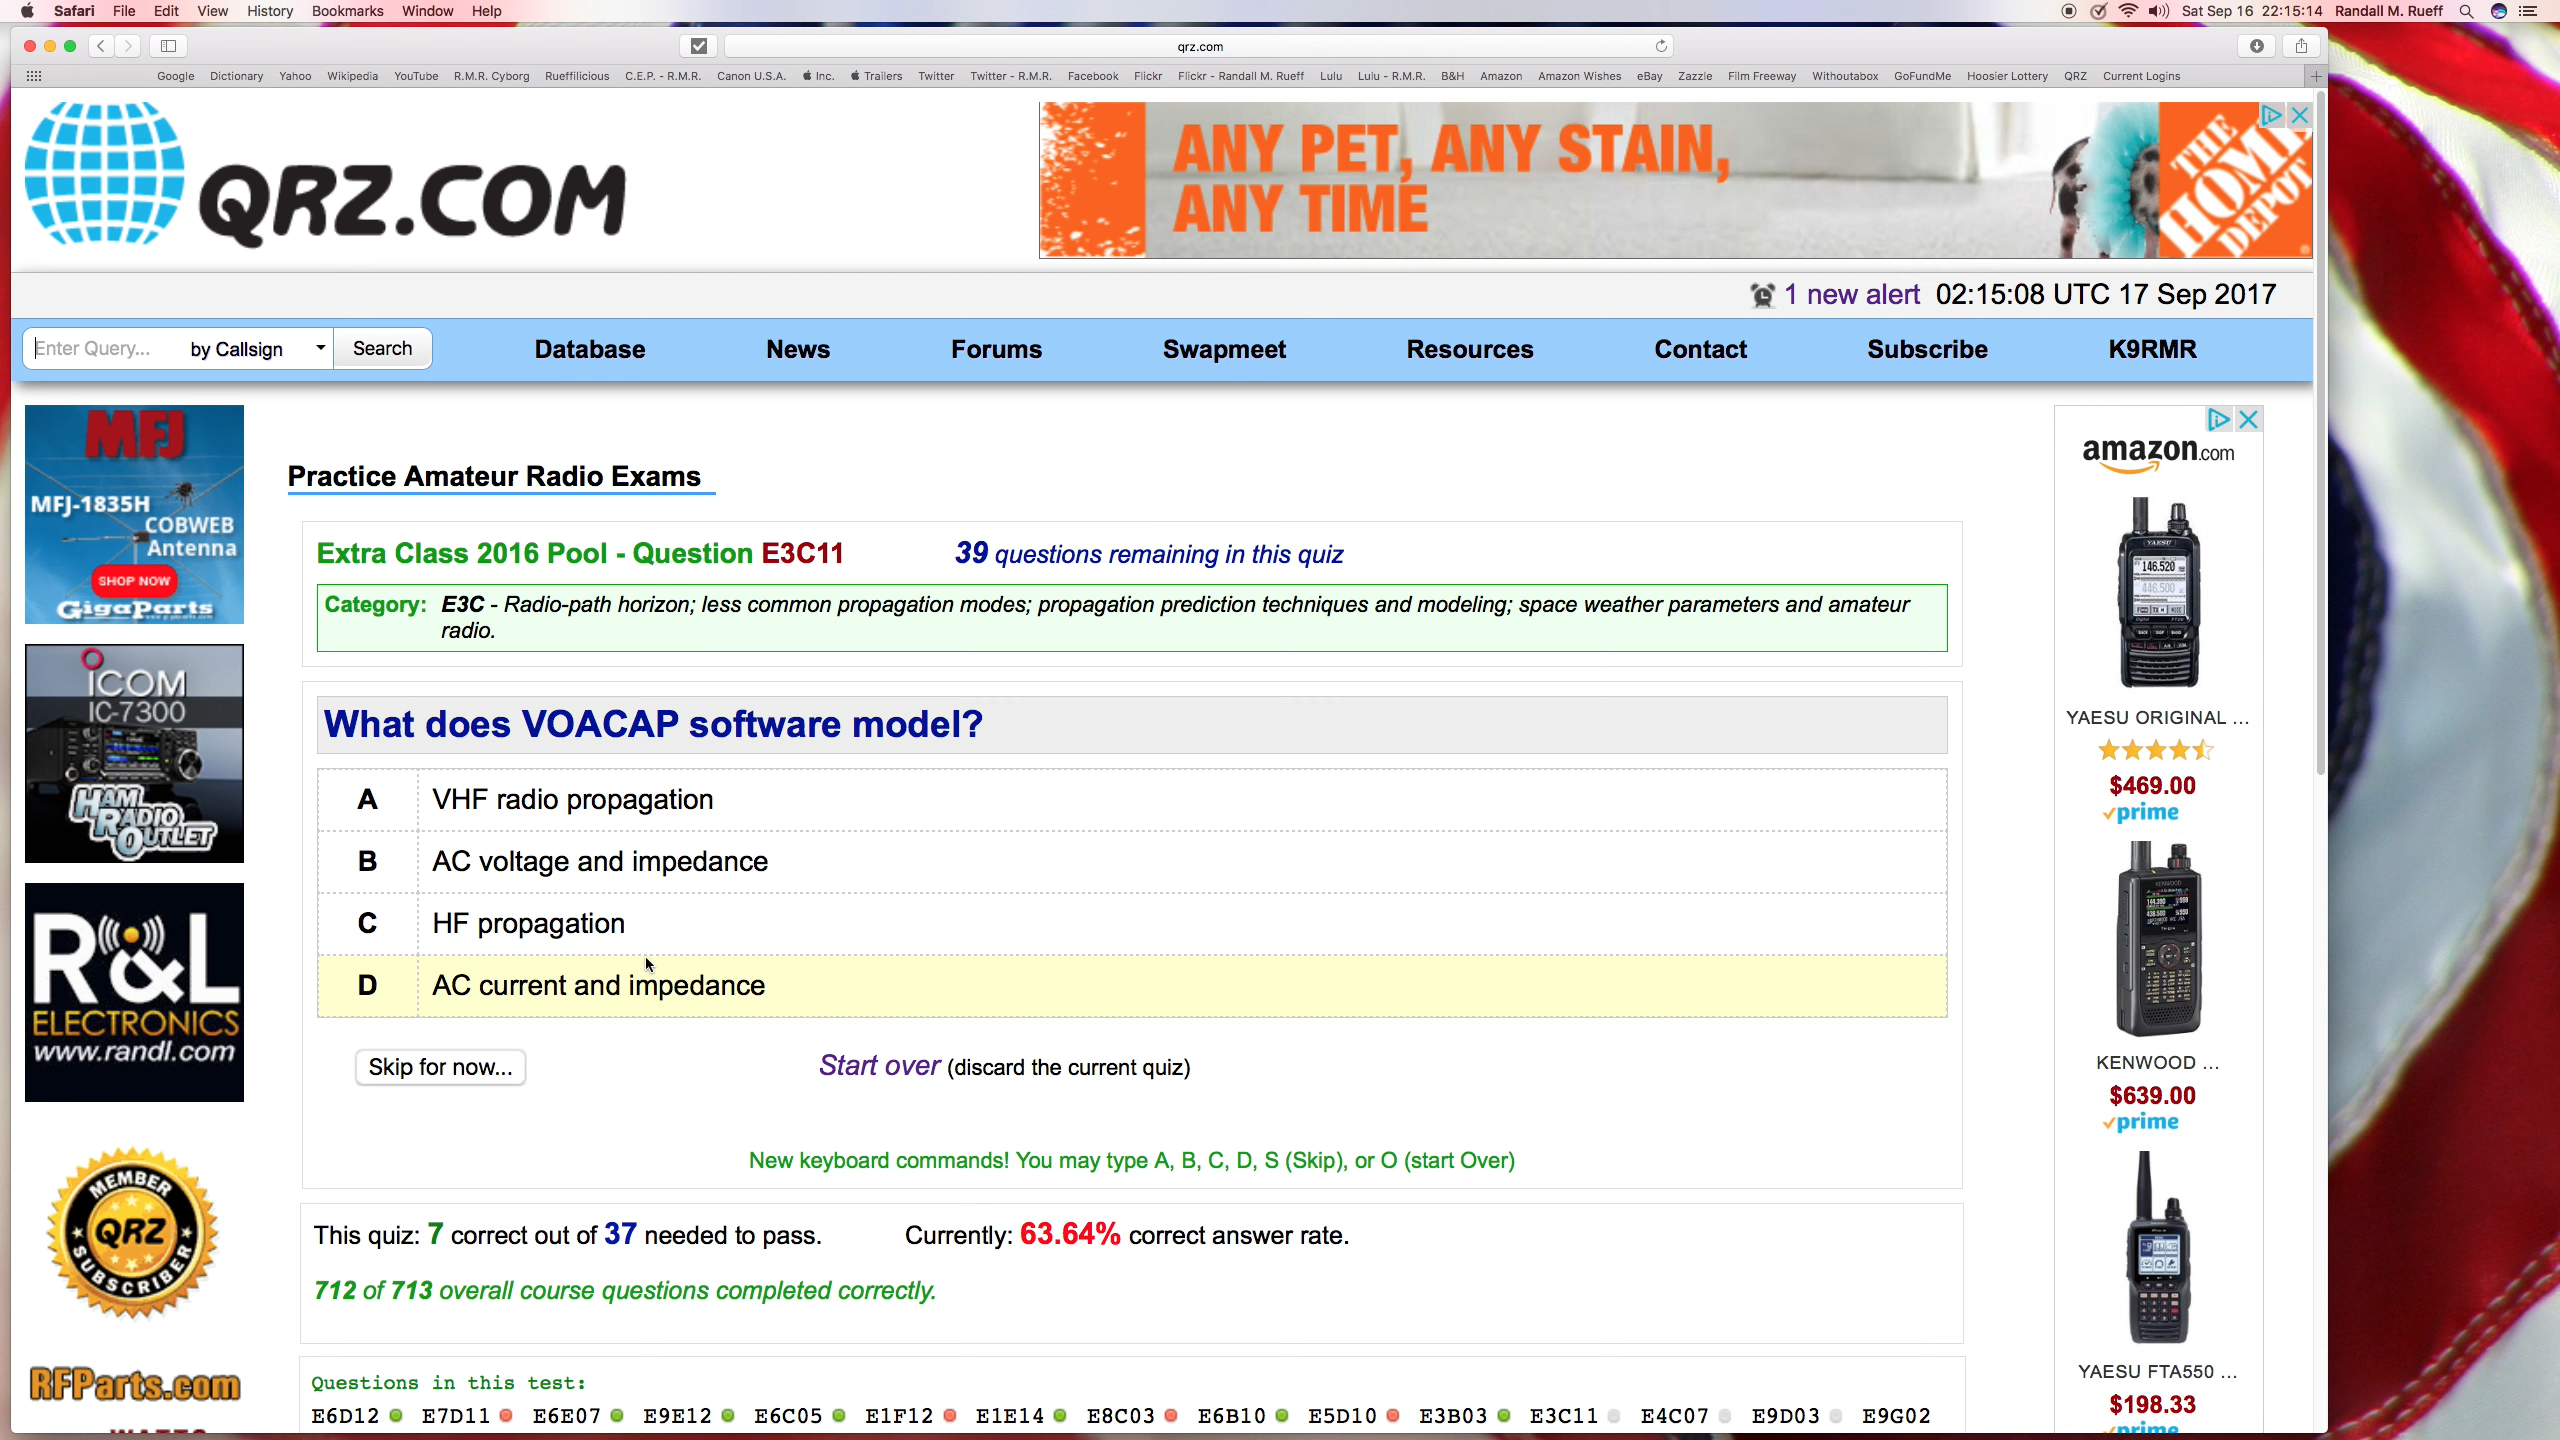 Safari File Edit View History Bookmarks Window Help Sat Sep 16 22:15:14 Randall M. Rueff
qrz.com
Google Dictionary Yahoo Wikipedia YouTube R.M.R. Cyborg Rueffilicious C.E.P. - R.M.R. Canon U.S.A. Inc. Trailers Twitter Twitter - R.M.R. Facebook Flickr Flickr - Randall M. Rueff Lulu Lulu - R.M.R. B&H Amazon Amazon Wishes eBay Zazzle Film Freeway Withoutabox GoFundMe Hoosier Lottery QRZ Current Logins
QRZ.COM
ANY PET, ANY STAIN,
ANY TIME
THE HOME DEPOT
1 new alert 02:15:08 UTC 17 Sep 2017
Enter Query... by Callsign Search Database News Forums Swapmeet Resources Contact Subscribe K9RMR
MFJ
MFJ-1835H
COBWEB
Antenna
SHOP NOW
GigaParts
ICOM
IC-7300
HAM RADIO OUTLET
R&L
ELECTRONICS
www.randl.com
MEMBER
QRZ
SUBSCRIBER
RFParts.com
Practice Amateur Radio Exams
Extra Class 2016 Pool - Question E3C11 39 questions remaining in this quiz
Category: E3C - Radio-path horizon; less common propagation modes; propagation prediction techniques and modeling; space weather parameters and amateur
radio.
What does VOACAP software model?
A VHF radio propagation
B AC voltage and impedance
C HF propagation
D AC current and impedance
Skip for now... Start over (discard the current quiz)
New keyboard commands! You may type A, B, C, D, S (Skip), or O (start Over)
This quiz: 7 correct out of 37 needed to pass. Currently: 63.64% correct answer rate.
712 of 713 overall course questions completed correctly.
Questions in this test:
E6D12 E7D11 E6E07 E9E12 E6C05 E1F12 E1E14 E8C03 E6B10 E5D10 E3B03 E3C11 E4C07 E9D03 E9G02
amazon.com
YAESU
146.520
YAESU ORIGINAL ...
$469.00
prime
KENWOOD
KENWOOD ...
$639.00
prime
YAESU FTA550 ...
$198.33
prime